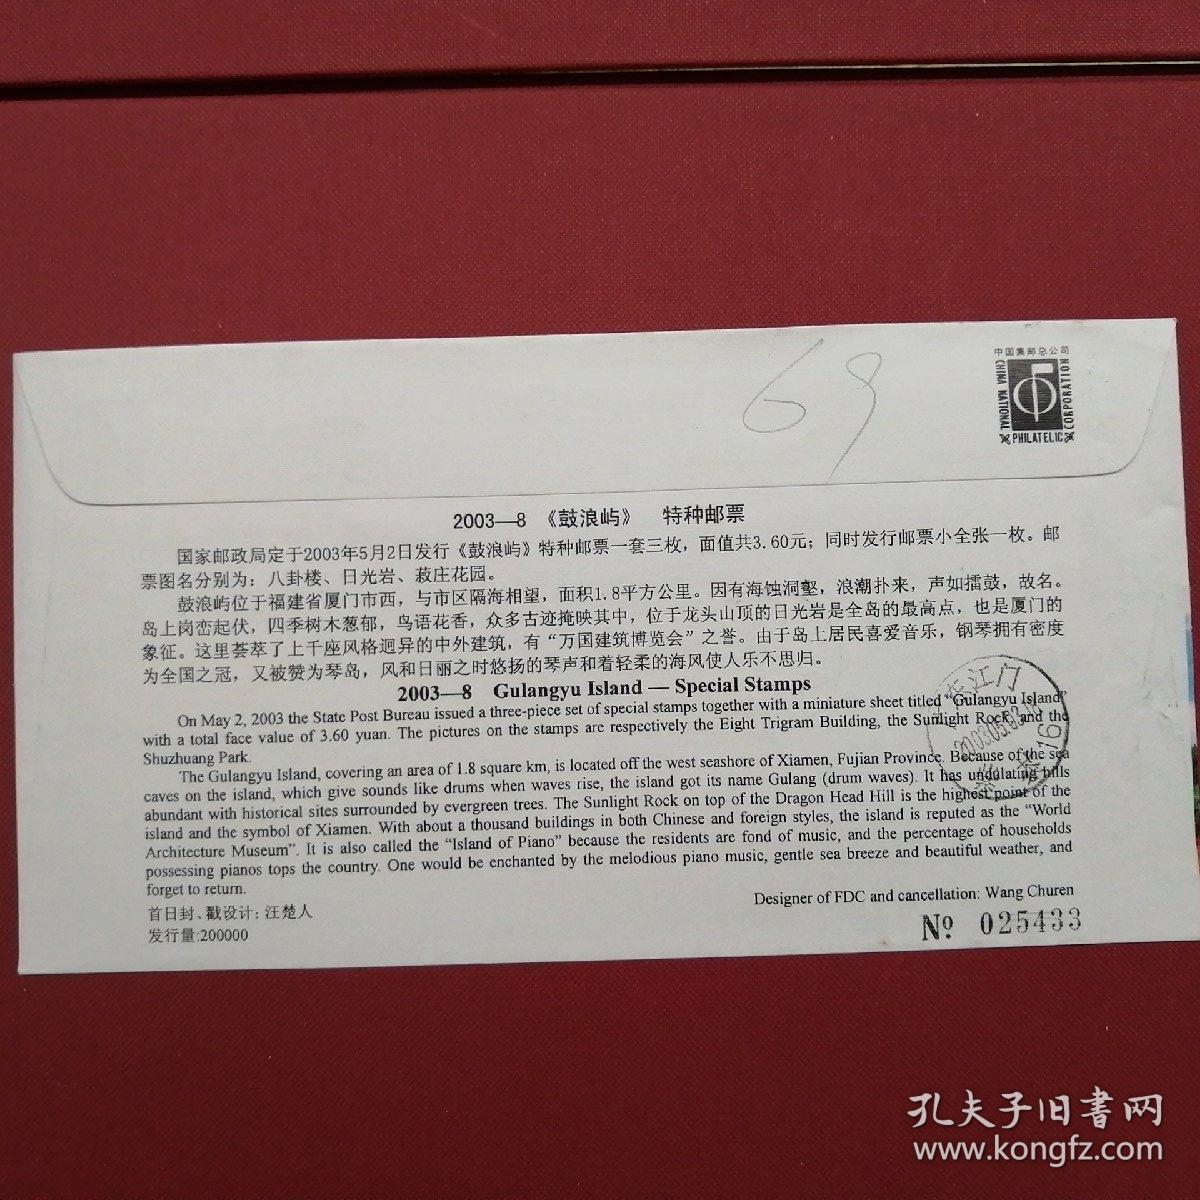 中国集邮总公司
CHINA NATIONAL
PHILATELIC
CORPORATION
69
2003—8 《鼓浪屿》 特种邮票
国家邮政局定于2003年5月2日发行《鼓浪屿》特种邮票一套三枚，面值共3.60元；同时发行邮票小全张一枚。邮
票图名分别为：八卦楼、日光岩、菽庄花园。
鼓浪屿位于福建省厦门市西，与市区隔海相望，面积1.8平方公里。因有海蚀洞壑，浪潮扑来，声如擂鼓，故名。
岛上岗峦起伏，四季树木葱郁，鸟语花香，众多古迹掩映其中，位于龙头山顶的日光岩是全岛的最高点，也是厦门的
象征。这里荟萃了上千座风格迥异的中外建筑，有“万国建筑博览会”之誉。由于岛上居民喜爱音乐，钢琴拥有密度
为全国之冠，又被赞为琴岛，风和日丽之时悠扬的琴声和着轻柔的海风使人乐不思归。
2003—8 Gulangyu Island — Special Stamps
On May 2, 2003 the State Post Bureau issued a three-piece set of special stamps together with a miniature sheet titled “Gulangyu Island”
with a total face value of 3.60 yuan. The pictures on the stamps are respectively the Eight Trigram Building, the Sunlight Rock, and the
Shuzhuang Park.
The Gulangyu Island, covering an area of 1.8 square km, is located off the west seashore of Xiamen, Fujian Province. Because of the sea
caves on the island, which give sounds like drums when waves rise, the island got its name Gulang (drum waves). It has undulating hills
abundant with historical sites surrounded by evergreen trees. The Sunlight Rock on top of the Dragon Head Hill is the highest point of the
island and the symbol of Xiamen. With about a thousand buildings in both Chinese and foreign styles, the island is reputed as the “World
Architecture Museum”. It is also called the “Island of Piano” because the residents are fond of music, and the percentage of households
possessing pianos tops the country. One would be enchanted by the melodious piano music, gentle sea breeze and beautiful weather, and
forget to return.
Designer of FDC and cancellation: Wang Churen
首日封、戳设计：汪楚人
发行量:200000
№ 025433
江门
孔夫子旧書网
www.kongfz.com